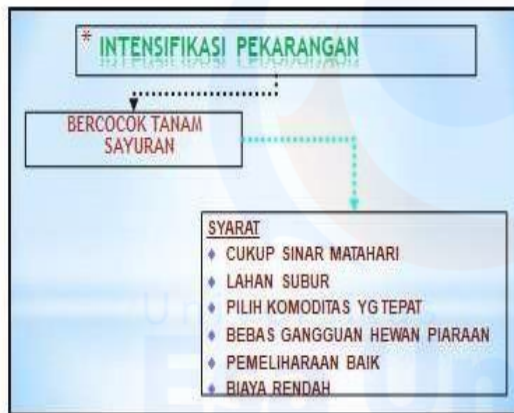 * INTENSIFIKASI PEKARANGAN
BERCOCOK TANAM
SAYURAN
SYARAT
♦ CUKUP SINAR MATAHARI
♦ LAHAN SUBUR
♦ PILIH KOMODITAS YG TEPAT
♦ BEBAS GANGGUAN HEWAN PIARAAN
♦ PEMELIHARAAN BAIK
♦ BIAYA RENDAH